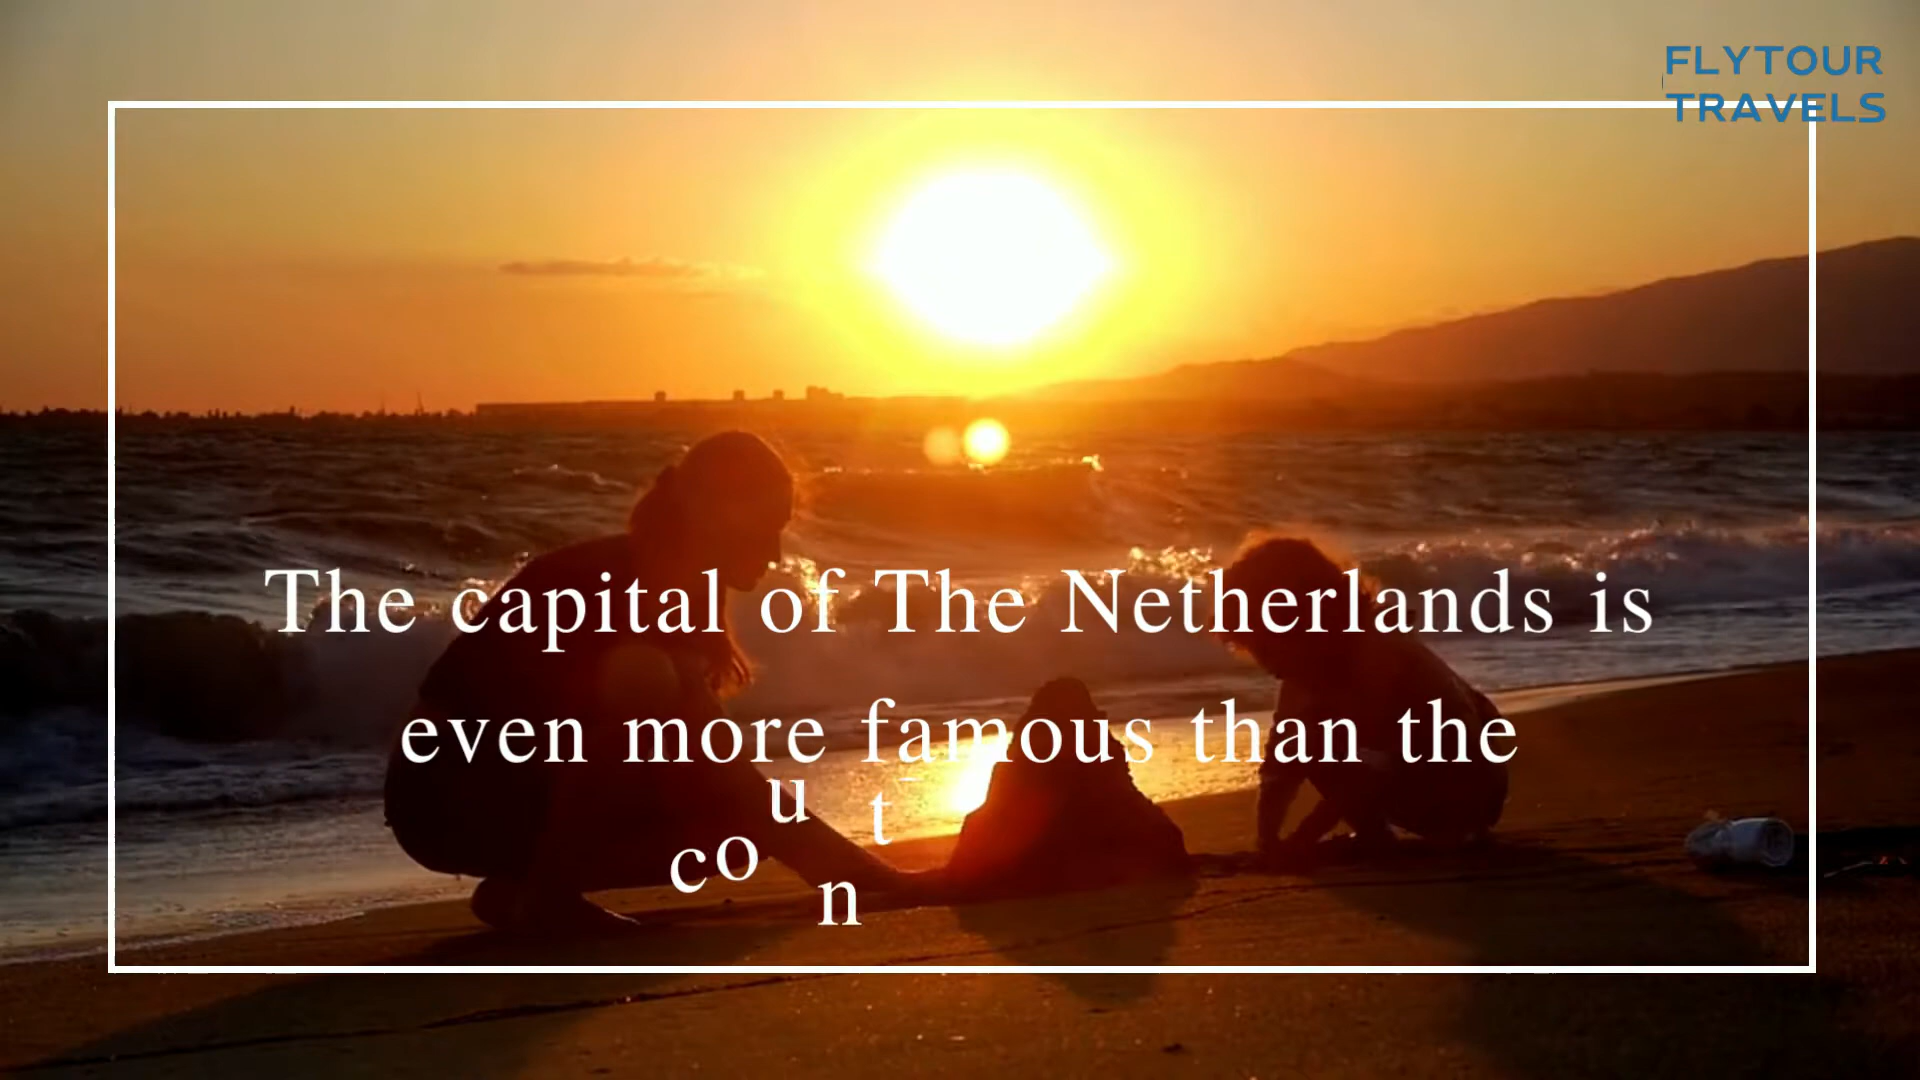 FLYTOUR
TRAVELS
The capital of The Netherlands is
even more famous than the
count